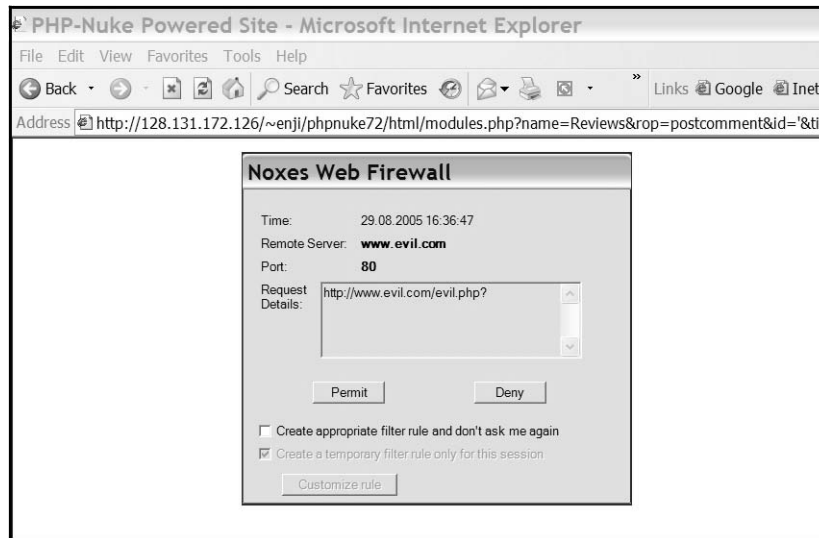 PHP-Nuke Powered Site - Microsoft Internet Explorer
File Edit View Favorites Tools Help
Back Search Favorites » Links Google Inet
Address http://128.131.172.126/~enji/phpnuke72/html/modules.php?name=Reviews&rop=postcomment&id='&ti
Noxes Web Firewall
Time: 29.08.2005 16:36:47
Remote Server: www.evil.com
Port: 80
Request Details: http://www.evil.com/evil.php?
Permit Deny
Create appropriate filter rule and don't ask me again
Create a temporary filter rule only for this session
Customize rule